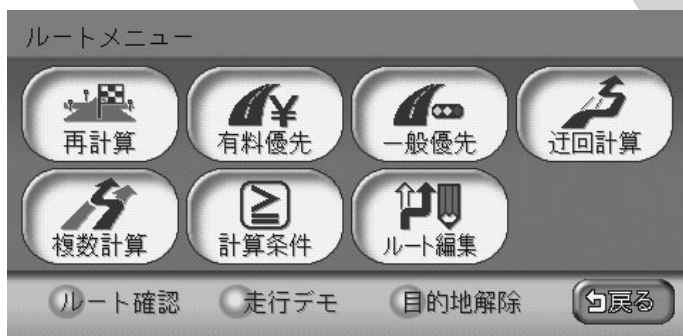 ルートメニュー
再計算
有料優先
一般優先
迂回計算
複数計算
計算条件
ルート編集
ルート確認
走行デモ
目的地解除
戻る